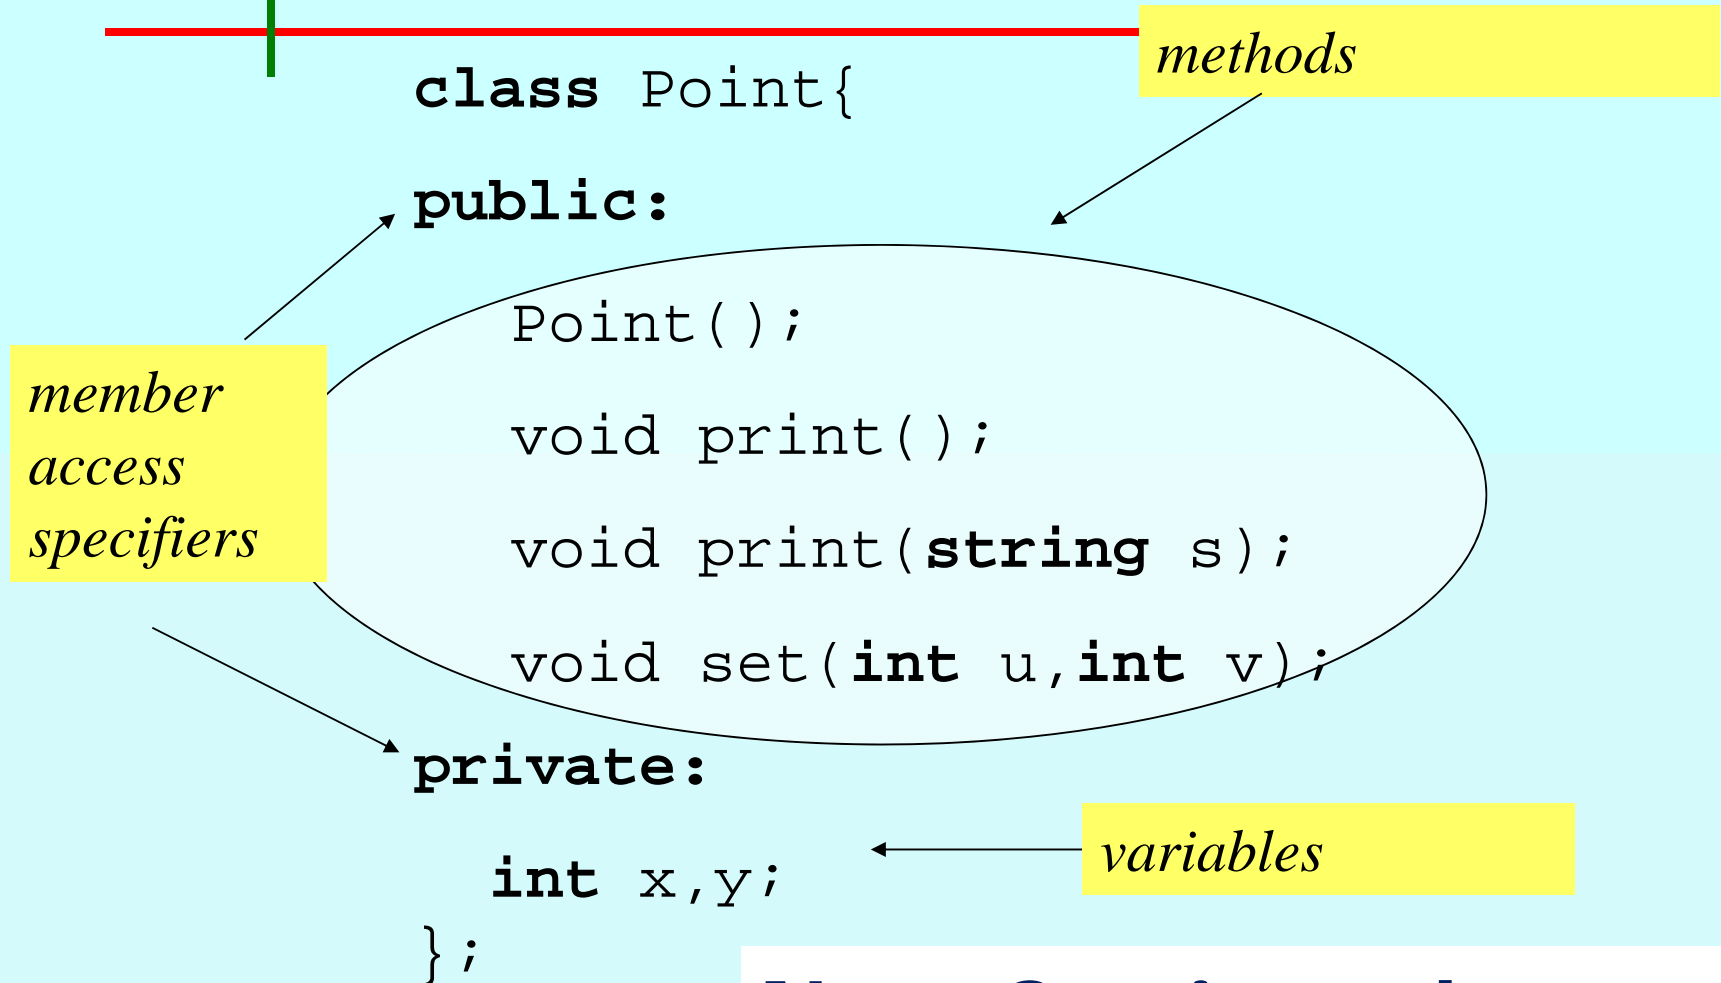 methods
class Point{
public:
Point();
member
access
specifiers
void print();
void print(string s);
void set(int u,int v);
private:
variables
int x,y;
};